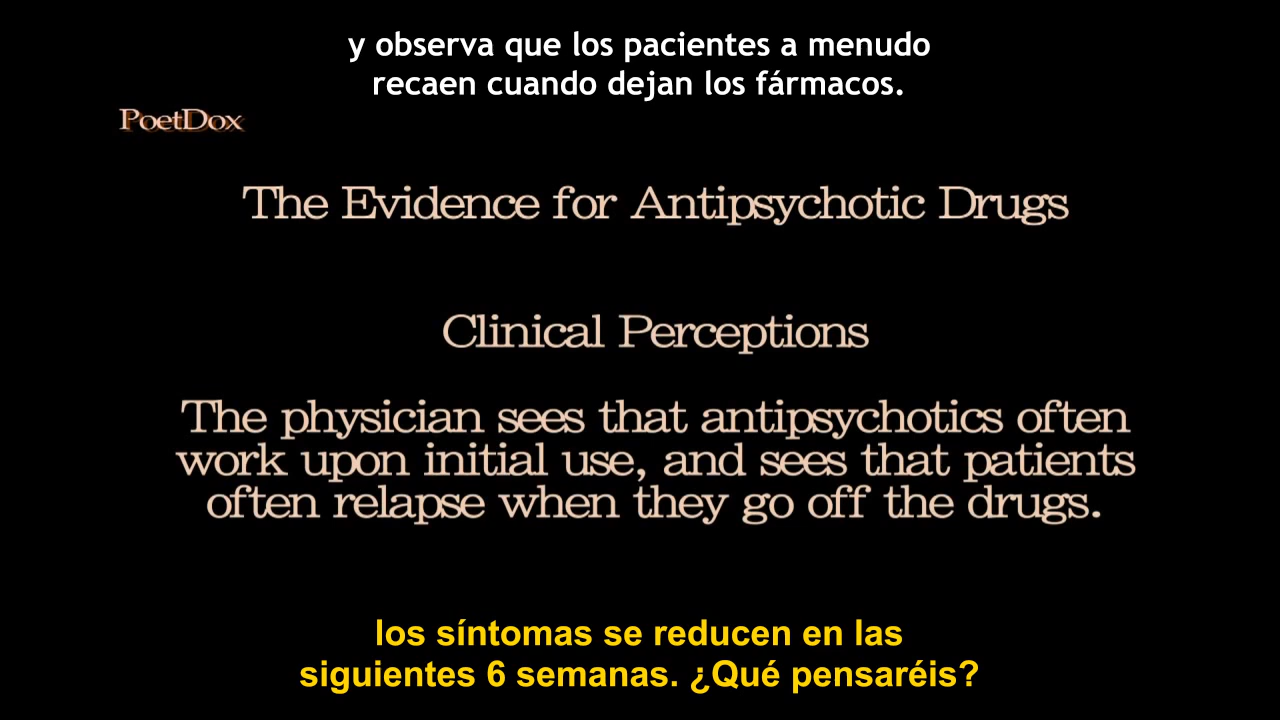 y observa que los pacientes a menudo
recaen cuando dejan los fármacos.
PoetDox
The Evidence for Antipsychotic Drugs
Clinical Perceptions
The physician sees that antipsychotics often
work upon initial use, and sees that patients
often relapse when they go off the drugs.
los síntomas se reducen en las
siguientes 6 semanas. ¿Qué pensaréis?